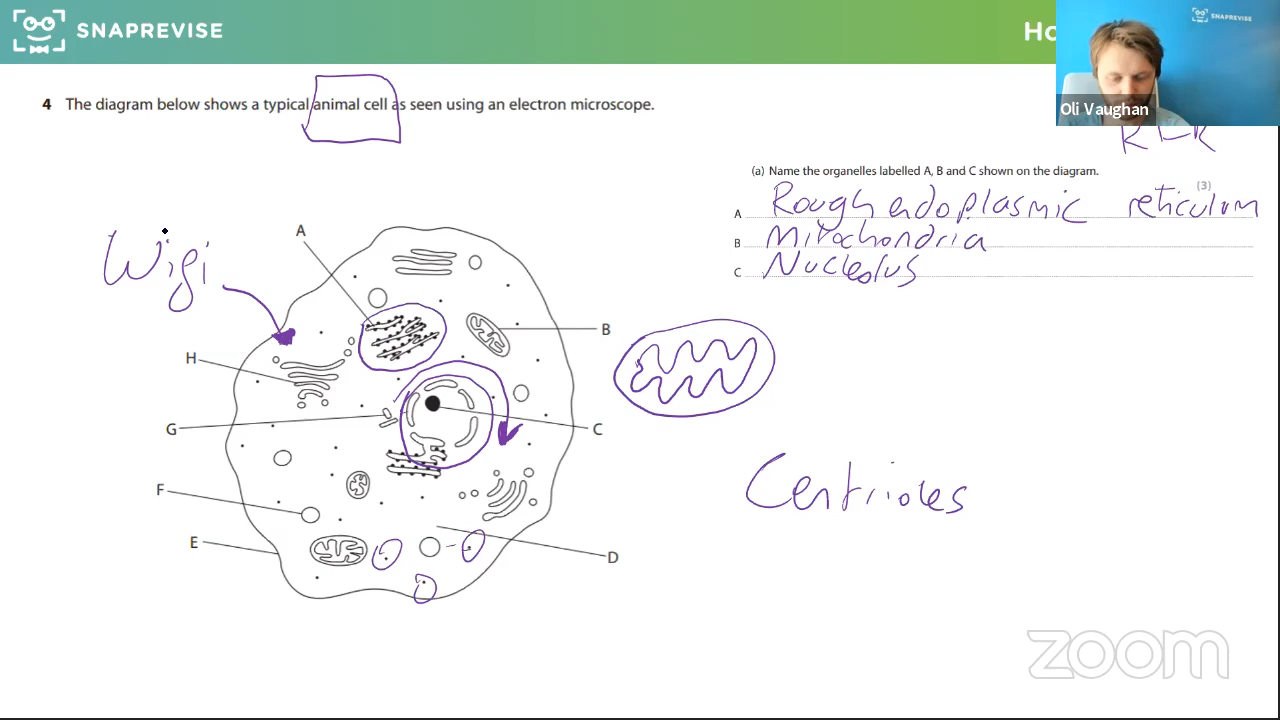 SNAPREVISE
Ho
SNAPREVISE
Oli Vaughan
4 The diagram below shows a typical animal cell as seen using an electron microscope.
(a) Name the organelles labelled A, B and C shown on the diagram.
(3)
A Rough endoplasmic reticulum
B Mitochondria
C Nucleolus
Wigi
A
B
H
G
C
F
E
D
Centrioles
zoom